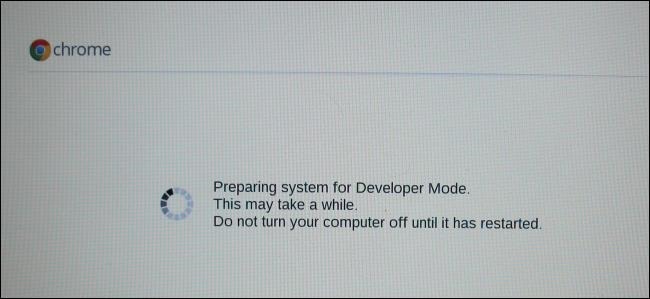 chrome
Preparing system for Developer Mode.
This may take a while.
Do not turn your computer off until it has restarted.